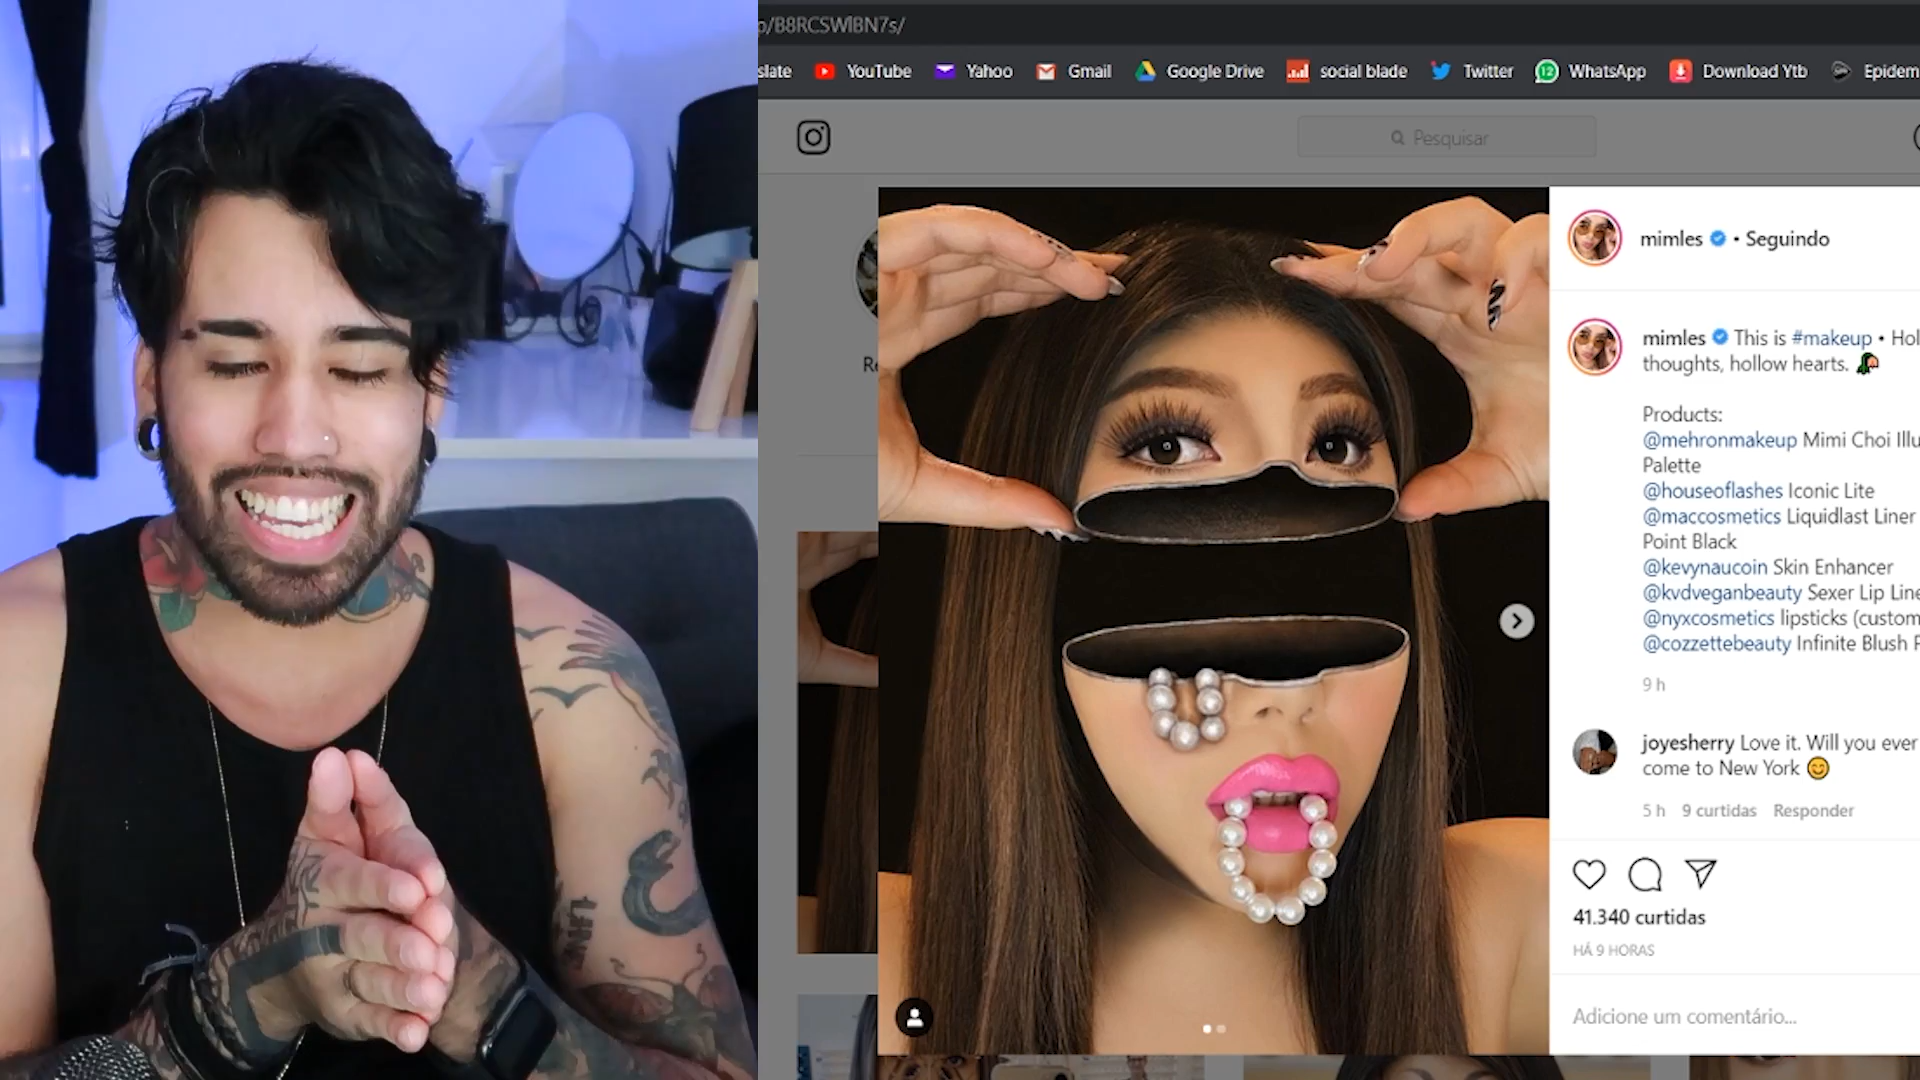 p/B8RCSWlBN7s/
slate YouTube Yahoo Gmail Google Drive social blade Twitter WhatsApp Download Ytb Epidem
Pesquisar
Re
mimles • Seguindo
mimles This is #makeup • Hol
thoughts, hollow hearts.
Products:
@mehronmakeup Mimi Choi Illu
Palette
@houseoflashes Iconic Lite
@maccosmetics Liquidlast Liner
Point Black
@kevynaucoin Skin Enhancer
@kvdveganbeauty Sexer Lip Line
@nyxcosmetics lipsticks (custom
@cozzettebeauty Infinite Blush P
9 h
joyesherry Love it. Will you ever
come to New York
5 h 9 curtidas Responder
41.340 curtidas
HÁ 9 HORAS
Adicione um comentário...